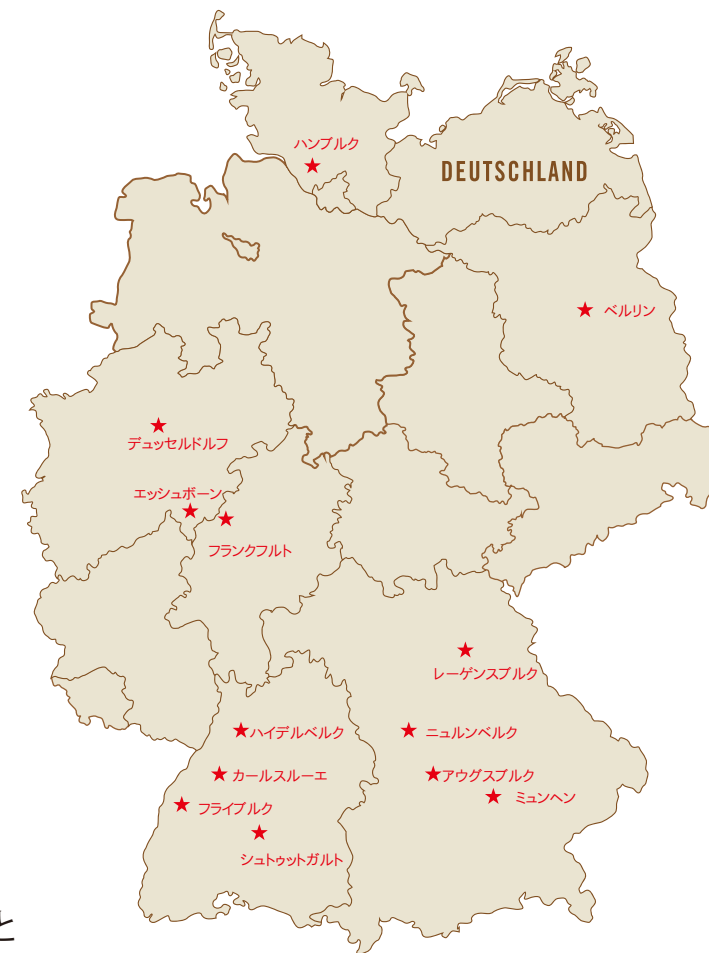 ハンブルク
DEUTSCHLAND
ベルリン
デュッセルドルフ
エッシュボーン
フランクフルト
レーゲンスブルク
ハイデルベルク
ニュルンベルク
カールスルーエ
アウグスブルク
フライブルク
ミュンヘン
シュトゥットガルト
と